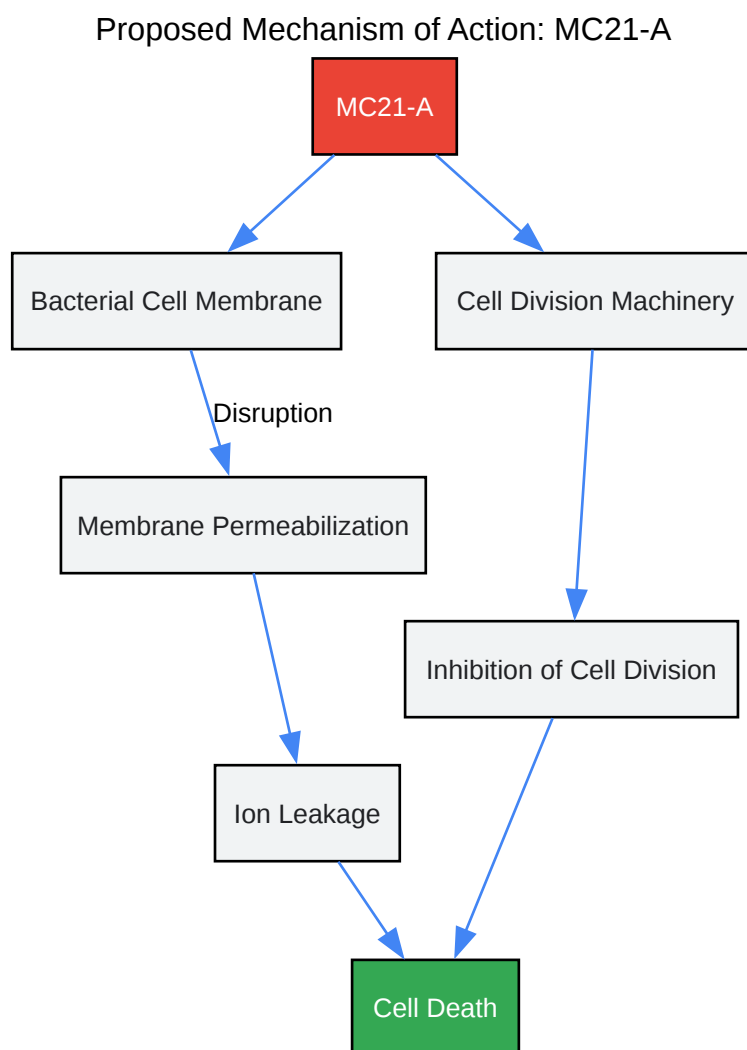 Proposed Mechanism of Action: MC21-A
MC21-A
Bacterial Cell Membrane
Cell Division Machinery
Disruption
Membrane Permeabilization
Inhibition of Cell Division
Ion Leakage
Cell Death